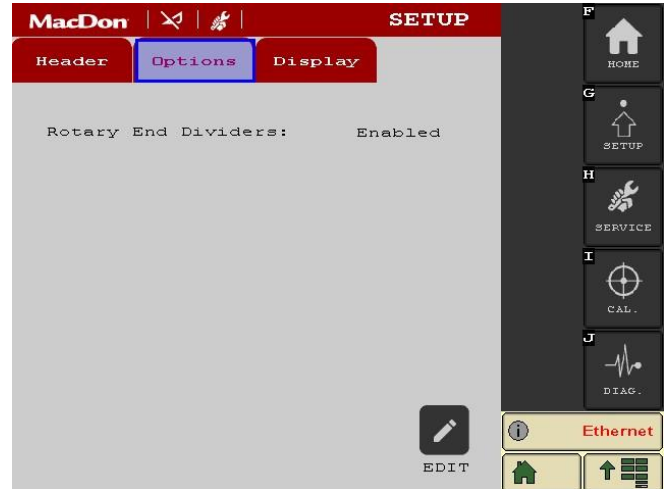 MacDon SETUP
Header Options Display
Rotary End Dividers: Enabled
EDIT
F
HOME
G
SETUP
H
SERVICE
I
CAL.
J
DIAG.
Ethernet